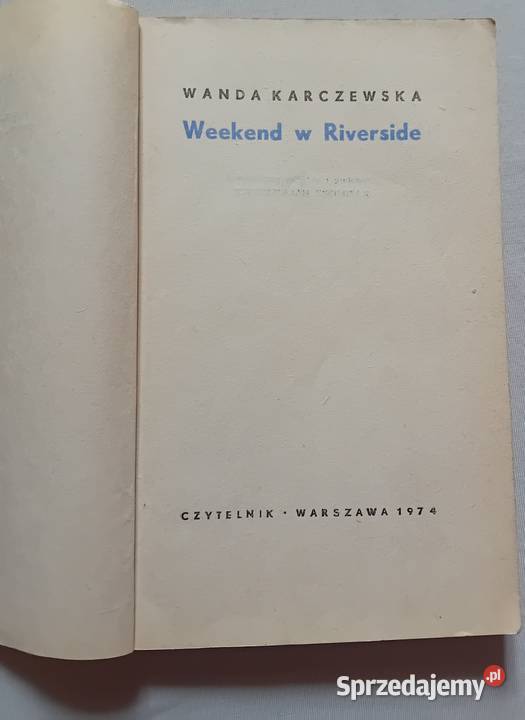 WANDA KARCZEWSKA
Weekend w Riverside
CZYTELNIK · WARSZAWA 1974
Sprzedajemy.pl